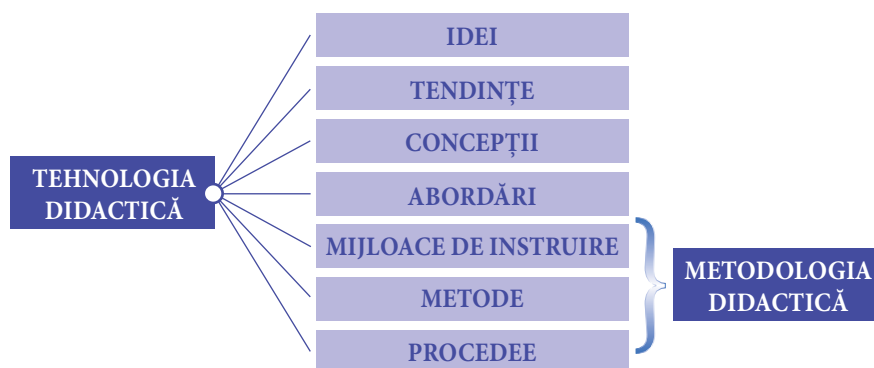 TEHNOLOGIA
DIDACTICĂ
IDEI
TENDINȚE
CONCEPȚII
ABORDĂRI
MIJLOACE DE INSTRUIRE
METODE
PROCEDEE
METODOLOGIA
DIDACTICĂ